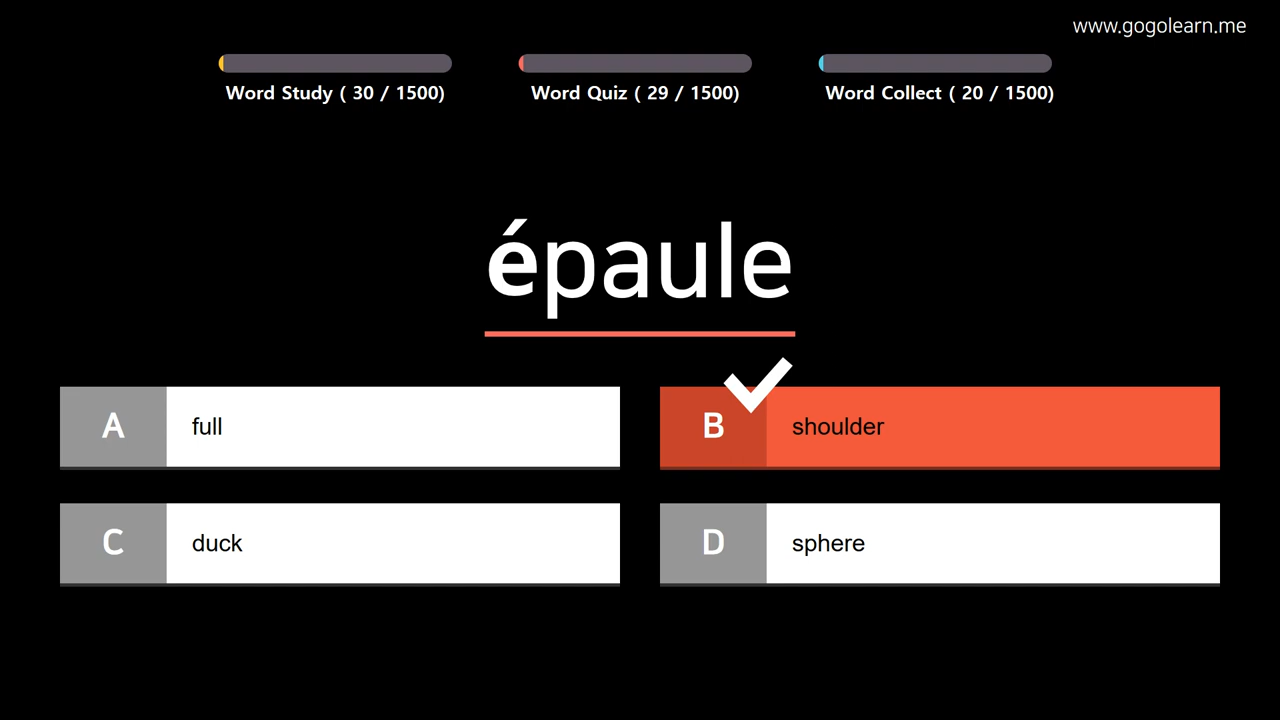 www.gogolearn.me
Word Study ( 30 / 1500)
Word Quiz ( 29 / 1500)
Word Collect ( 20 / 1500)
épaule
A full
B shoulder
C duck
D sphere